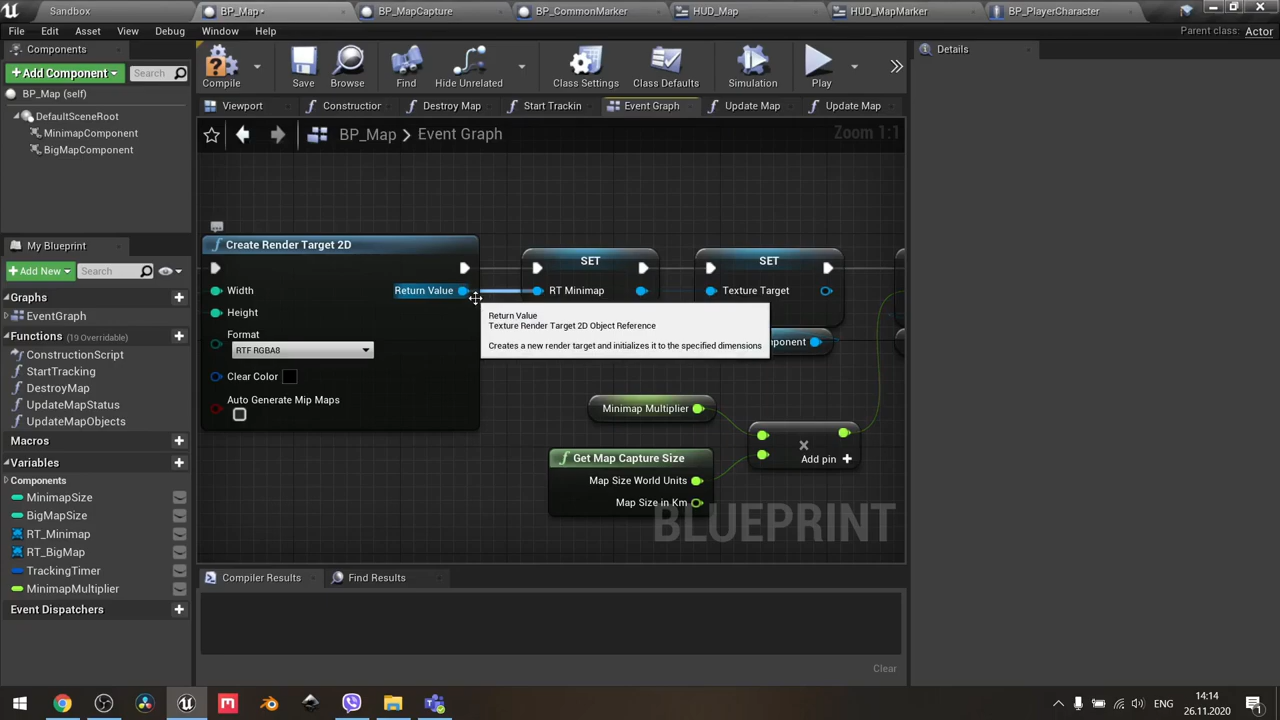 Sandbox
BP_Map•
BP_MapCapture
BP_CommonMarker
HUD_Map
HUD_MapMarker
BP_PlayerCharacter
File Edit Asset View Debug Window Help
Parent class: Actor
Components
+Add Component
Search
BP_Map (self)
DefaultSceneRoot
MinimapComponent
BigMapComponent
Compile
Save
Browse
Find
Hide Unrelated
Class Settings
Class Defaults
Simulation
Play
Details
Viewport
Construction
Destroy Map
Start Trackin
Event Graph
Update Map
Update Map
BP_Map > Event Graph
Zoom 1:1
My Blueprint
+Add New
Search
Graphs
EventGraph
Functions (19 Overridable)
ConstructionScript
StartTracking
DestroyMap
UpdateMapStatus
UpdateMapObjects
Macros
Variables
Components
MinimapSize
BigMapSize
RT_Minimap
RT_BigMap
TrackingTimer
MinimapMultiplier
Event Dispatchers
Create Render Target 2D
Width
Return Value
Height
Format
RTF RGBA8
Clear Color
Auto Generate Mip Maps
SET
RT Minimap
SET
Texture Target
Return Value
Texture Render Target 2D Object Reference
Creates a new render target and initializes it to the specified dimensions
ponent
Minimap Multiplier
Add pin +
Get Map Capture Size
Map Size World Units
Map Size in Km
BLUEPRINT
Compiler Results
Find Results
Clear
ENG
14:14
26.11.2020